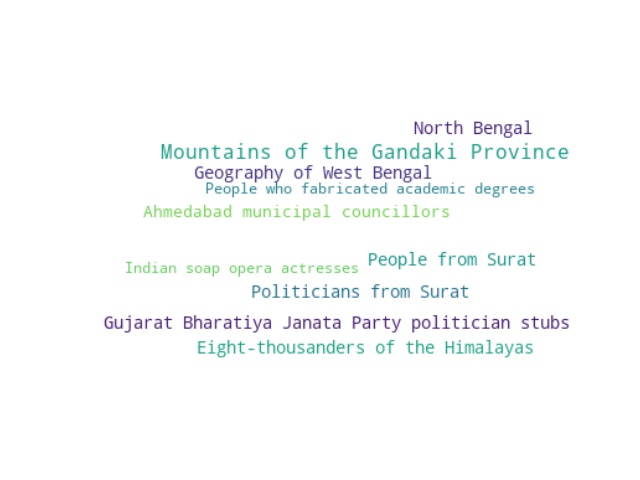 North Bengal
Mountains of the Gandaki Province
Geography of West Bengal
People who fabricated academic degrees
Ahmedabad municipal councillors
People from Surat
Indian soap opera actresses
Politicians from Surat
Gujarat Bharatiya Janata Party politician stubs
Eight-thousanders of the Himalayas